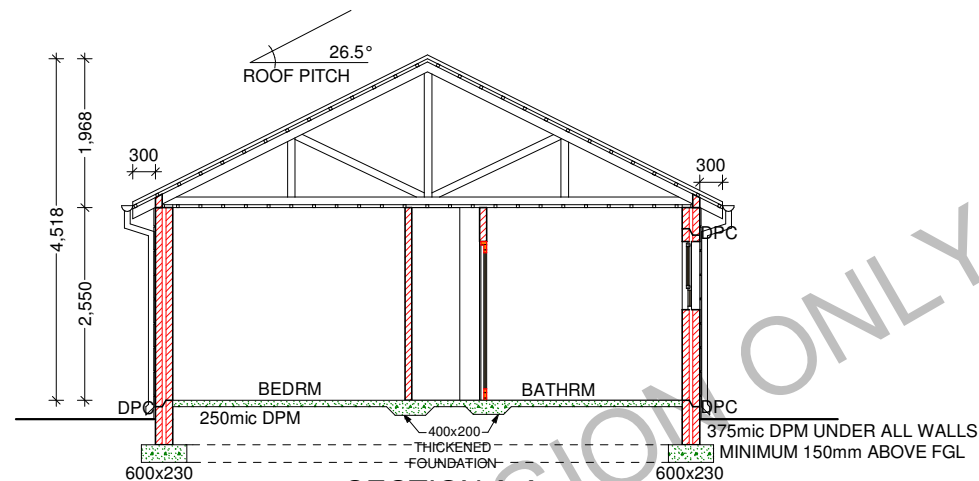 26.5°
ROOF PITCH
1,968
300
300
4,518
DPC
2,550
BEDRM
BATHRM
DPC
DPC
250mic DPM
400x200
THICKENED
FOUNDATION
375mic DPM UNDER ALL WALLS
MINIMUM 150mm ABOVE FGL
600x230
600x230